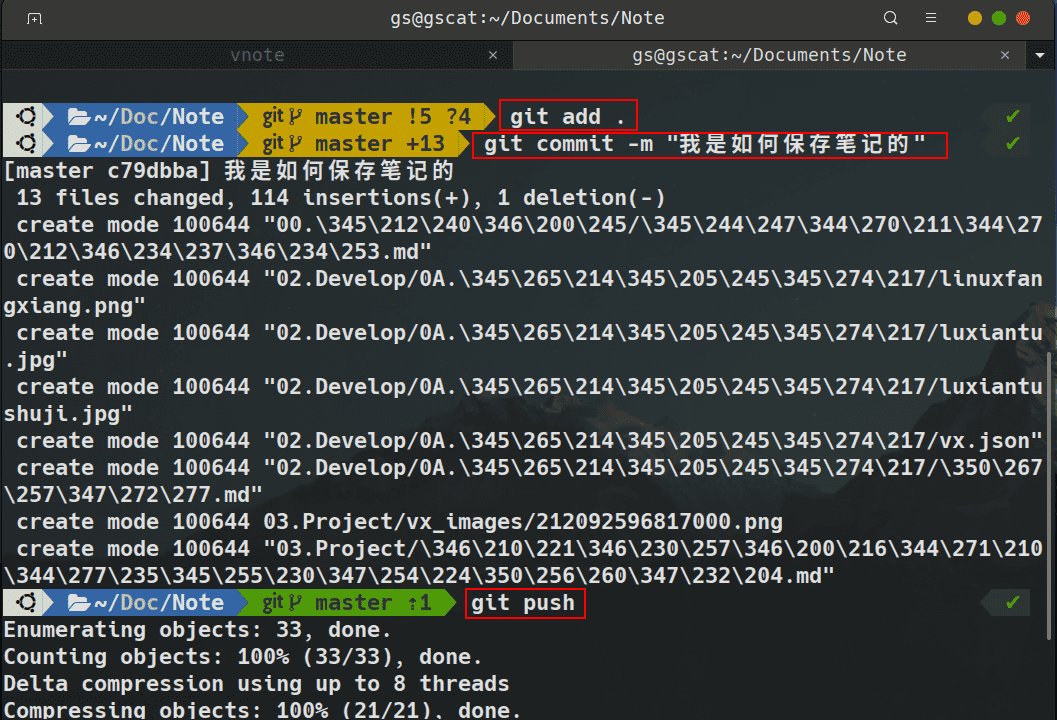 gs@gscat:~/Documents/Note
vnote × gs@gscat:~/Documents/Note ×
~/Doc/Note git master !5 ?4 git add . ✔
~/Doc/Note git master +13 git commit -m "我是如何保存笔记的" ✔
[master c79dbba] 我是如何保存笔记的
13 files changed, 114 insertions(+), 1 deletion(-)
create mode 100644 "00.\345\212\240\346\200\245/\345\244\247\344\270\211\344\27
0\212\346\234\237\346\234\253.md"
create mode 100644 "02.Develop/0A.\345\265\214\345\205\245\345\274\217/linuxfan
gxiang.png"
create mode 100644 "02.Develop/0A.\345\265\214\345\205\245\345\274\217/luxiantu
.jpg"
create mode 100644 "02.Develop/0A.\345\265\214\345\205\245\345\274\217/luxiantu
shuji.jpg"
create mode 100644 "02.Develop/0A.\345\265\214\345\205\245\345\274\217/vx.json"
create mode 100644 "02.Develop/0A.\345\265\214\345\205\245\345\274\217/\350\267
\257\347\272\277.md"
create mode 100644 03.Project/vx_images/212092596817000.png
create mode 100644 "03.Project/\346\210\221\346\230\257\346\200\216\344\271\210
\344\277\235\345\255\230\347\254\224\350\256\260\347\232\204.md"
~/Doc/Note git master ⇡1 git push ✔
Enumerating objects: 33, done.
Counting objects: 100% (33/33), done.
Delta compression using up to 8 threads
Compressing objects: 100% (21/21), done.